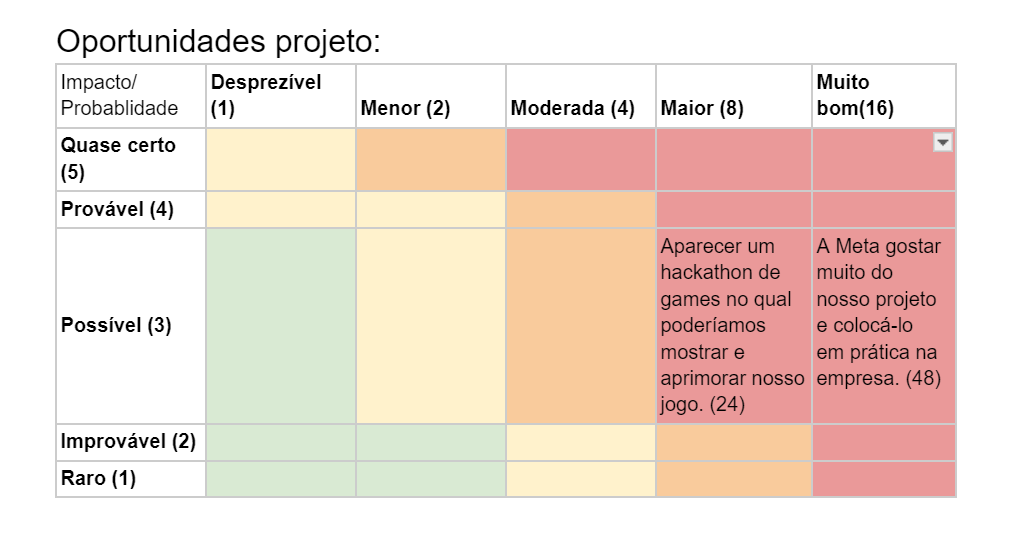 Oportunidades projeto:
Impacto/
Probablidade
Desprezível
(1)
Menor (2)
Moderada (4)
Maior (8)
Muito
bom(16)
Quase certo
(5)
Provável (4)
Possível (3)
Aparecer um
hackathon de
games no qual
poderíamos
mostrar e
aprimorar nosso
jogo. (24)
A Meta gostar
muito do
nosso projeto
e colocá-lo
em prática na
empresa. (48)
Improvável (2)
Raro (1)